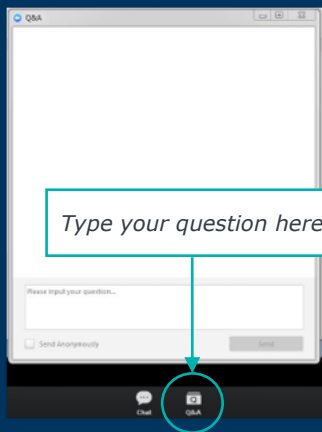 Q&A
Type your question here
Please input your question...
Send Anonymously
Send
Chat
Q&A